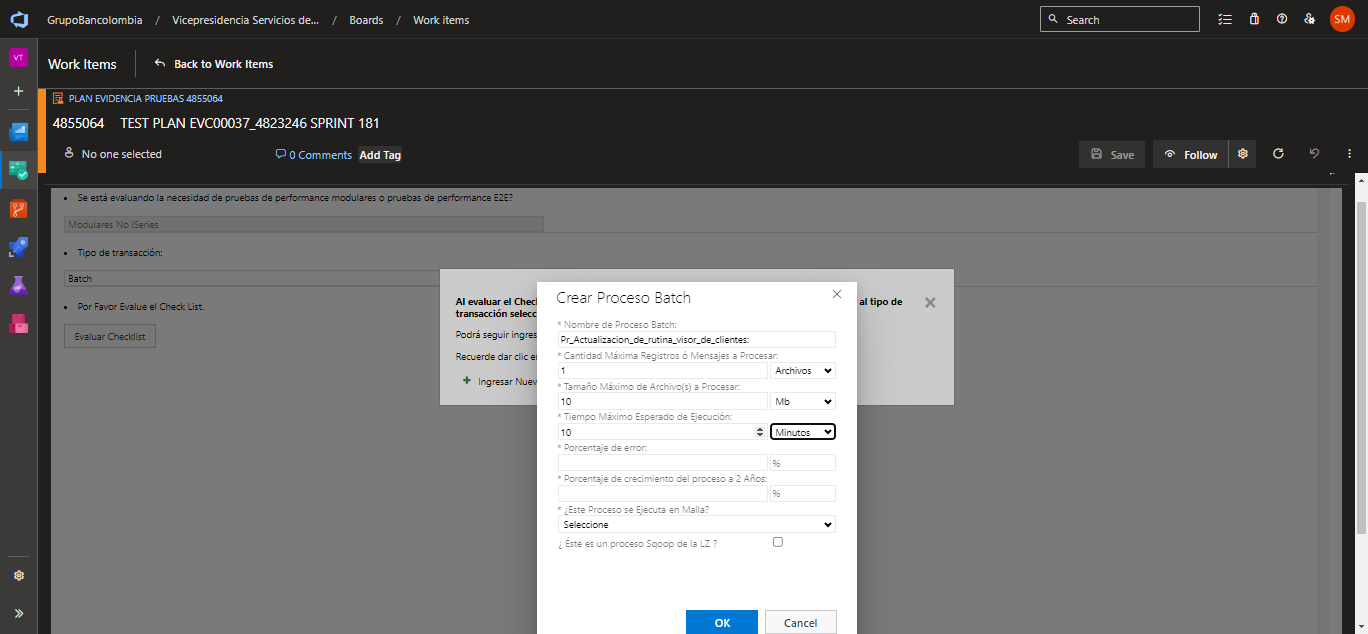 GrupoBancolombia / Vicepresidencia Servicios de... / Boards / Work items
Search
SM
VT
Work Items
Back to Work Items
PLAN EVIDENCIA PRUEBAS 4855064
4855064 TEST PLAN EVC00037_4823246 SPRINT 181
No one selected
0 Comments
Add Tag
Save
Follow
• Se está evaluando la necesidad de pruebas de performance modulares o pruebas de performance E2E?
Modulares No ISeries
• Tipo de transacción:
Batch
• Por Favor Evalue el Check List.
Evaluar Checklist
Al evaluar el Chec
al tipo de
transacción selecc
Podrá seguir ingres
Recuerde dar clic e
+ Ingresar Nuev
Crear Proceso Batch
* Nombre de Proceso Batch:
Pr_Actualizacion_de_rutina_visor_de_clientes:
* Cantidad Máxima Registros ó Mensajes a Procesar:
1 Archivos
* Tamaño Máximo de Archivo(s) a Procesar:
10 Mb
* Tiempo Máximo Esperado de Ejecución:
10 Minutos
* Porcentaje de error:
%
* Porcentaje de crecimiento del proceso a 2 Años:
%
* ¿Este Proceso se Ejecuta en Malla?
Seleccione
¿ Éste es un proceso Sqoop de la LZ ?
OK
Cancel